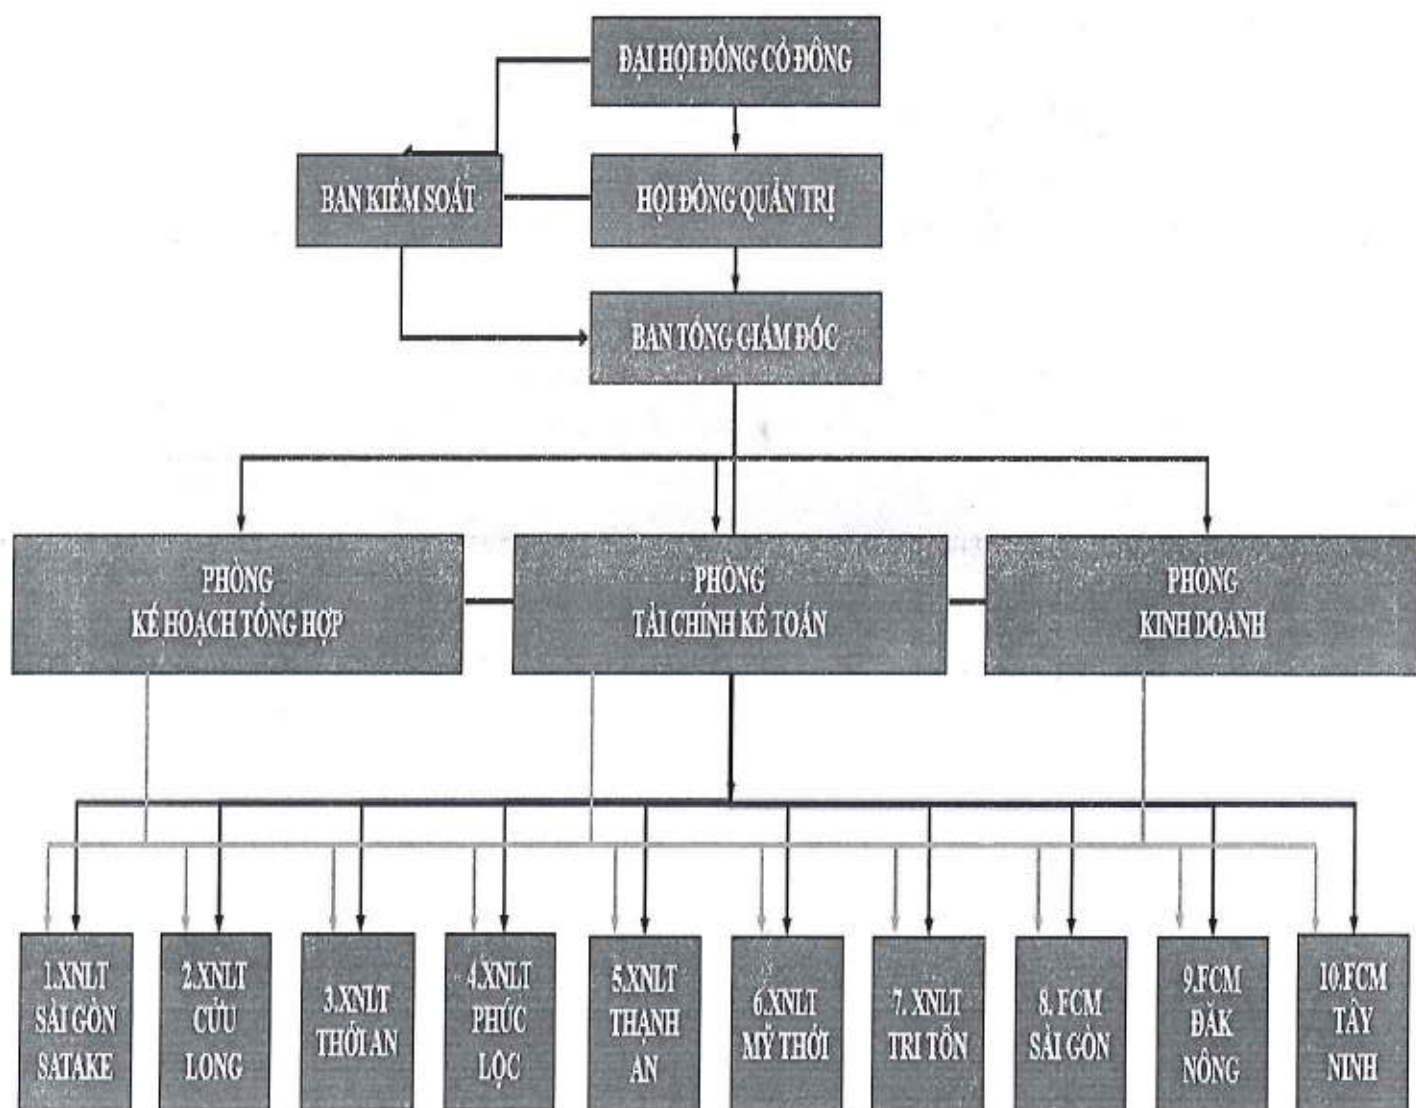 ĐẠI HỘI ĐỒNG CỔ ĐÔNG
BAN KIỂM SOÁT
HỘI ĐỒNG QUẢN TRỊ
BAN TỔNG GIÁM ĐỐC
PHÒNG
KẾ HOẠCH TỔNG HỢP
PHÒNG
TÀI CHÍNH KẾ TOÁN
PHÒNG
KINH DOANH
1.XNLT
SÀI GÒN
SATAKE
2.XNLT
CỬU
LONG
3.XNLT
THỚI AN
4.XNLT
PHÚC
LỘC
5.XNLT
THẠNH
AN
6.XNLT
MỸ THỚI
7. XNLT
TRI TÔN
8. FCM
SÀI GÒN
9.FCM
ĐĂK
NÔNG
10.FCM
TÂY
NINH